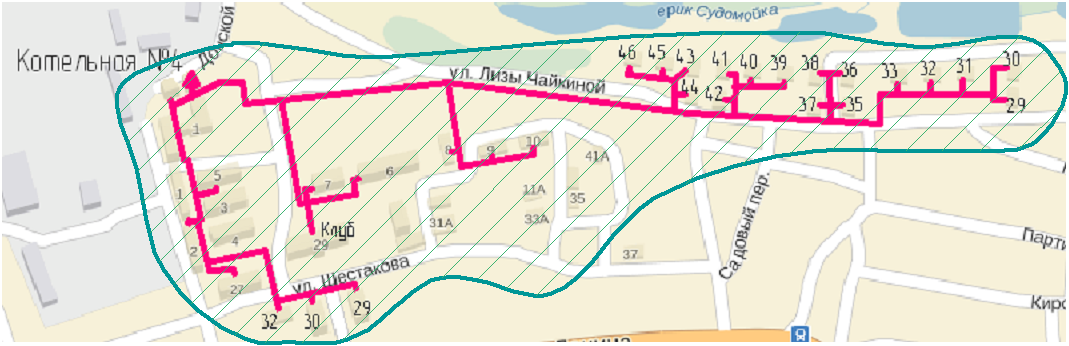 ерик Судомойка
Котельная №4
Донской
ул. Лизы Чайкиной
46 45 43 41 40 39 38 36 33 32 31 30
44 42 37 35 29
1
8 9 10 41А
5 7 6
1 3 11А 35
31А 33А
Клуб
2 4 29 37
27 ул. Шестакова
Садовый пер.
Парти
Киро
32 30 29